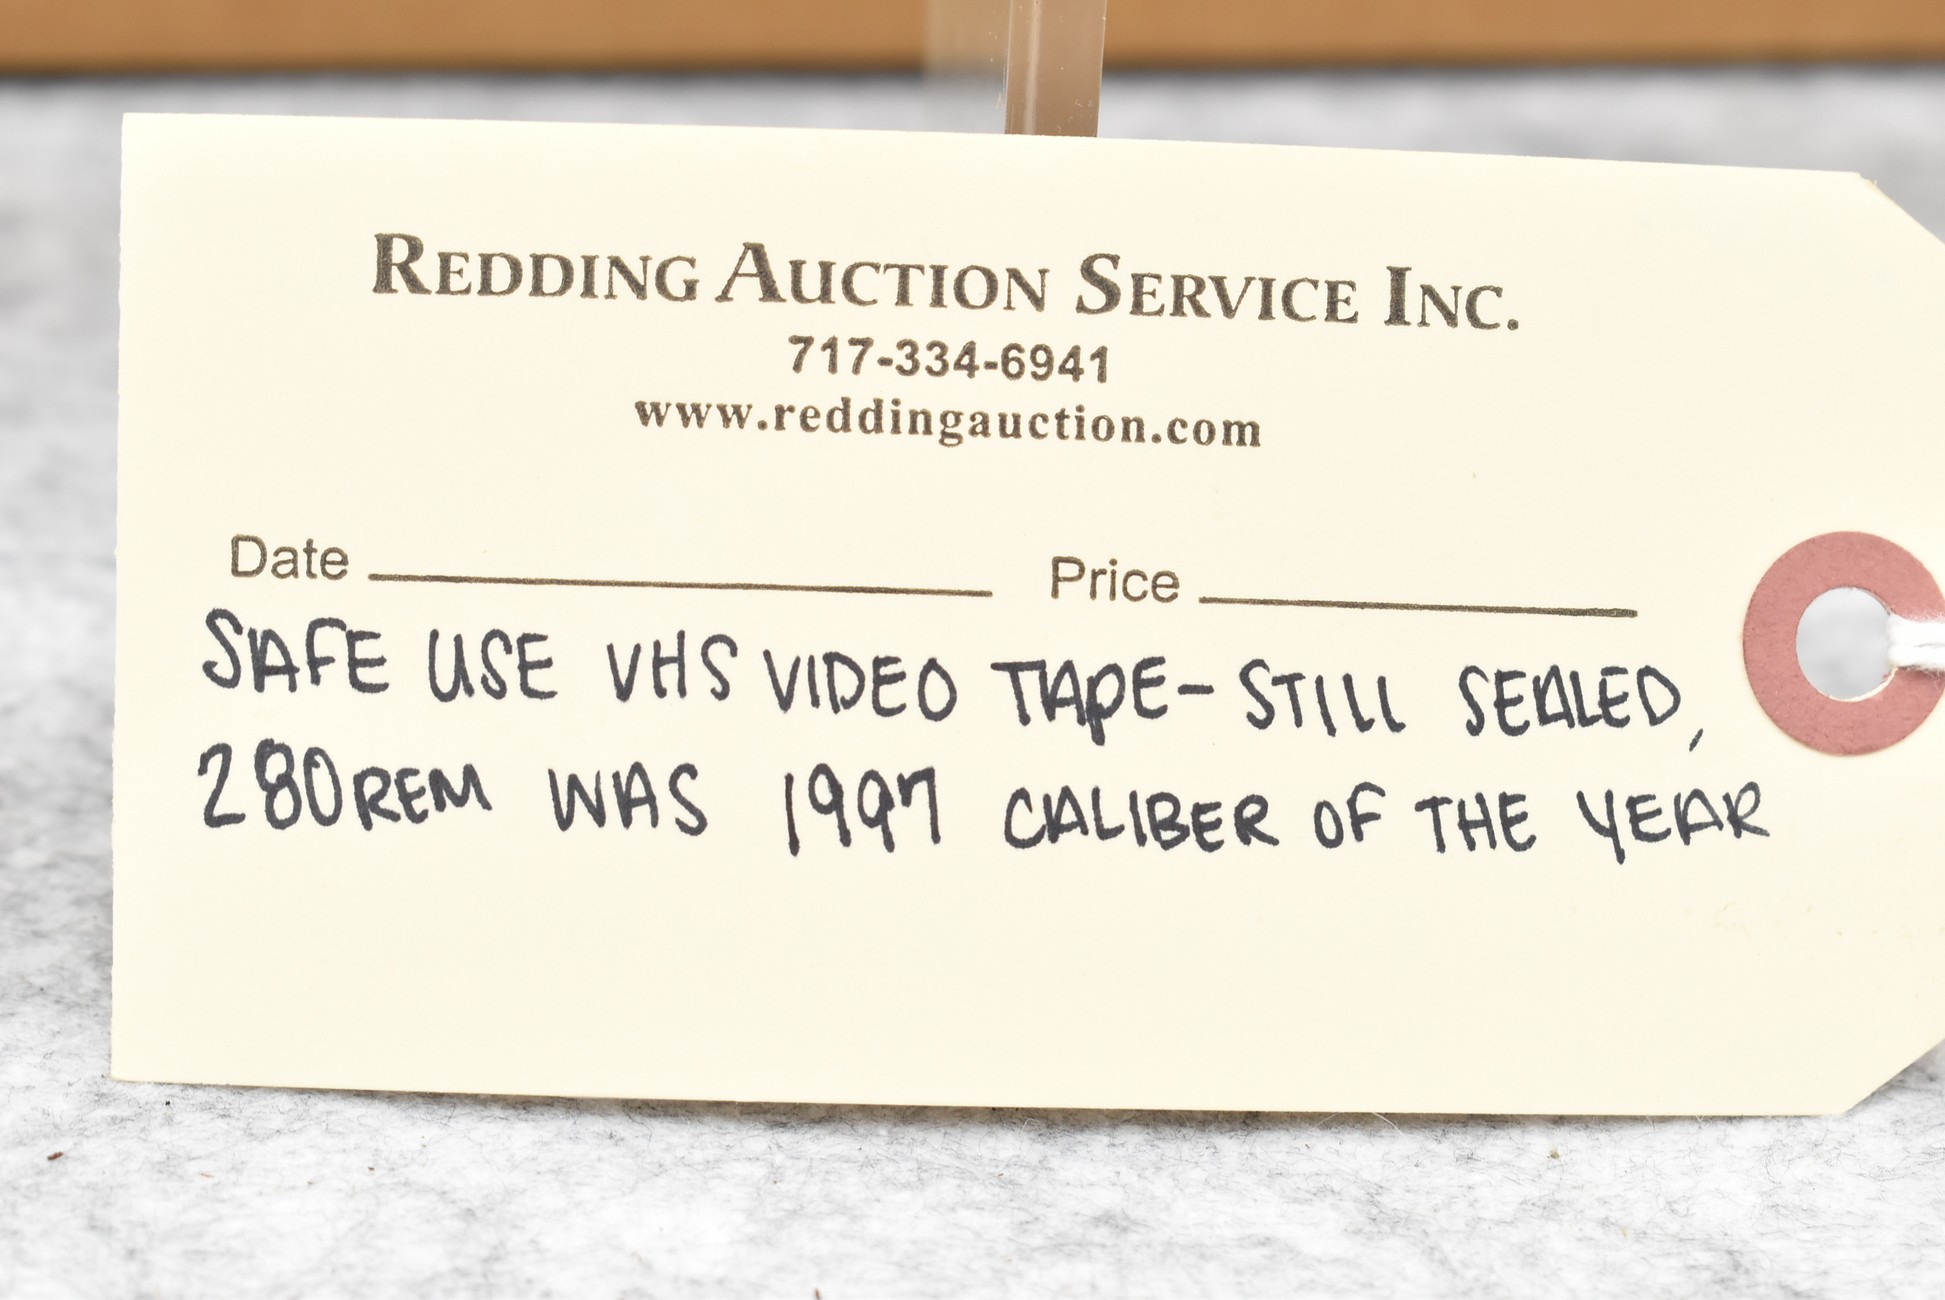 REDDING AUCTION SERVICE INC.
717-334-6941
www.reddingauction.com
Date Price
SAFE USE VHS VIDEO TAPE- STILL SEALED,
280REM WAS 1997 CALIBER OF THE YEAR